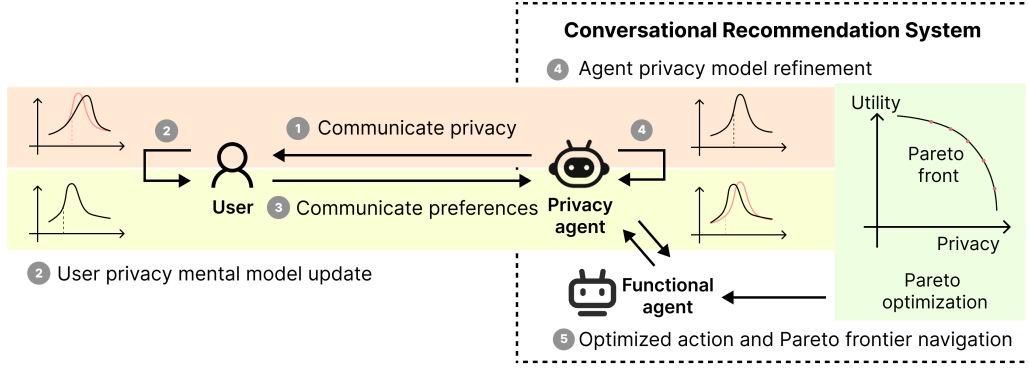 Conversational Recommendation System
4 Agent privacy model refinement
2
1 Communicate privacy
4
Utility
Pareto
front
Privacy
User
3 Communicate preferences
Privacy
agent
2 User privacy mental model update
Functional
agent
Pareto
optimization
5 Optimized action and Pareto frontier navigation